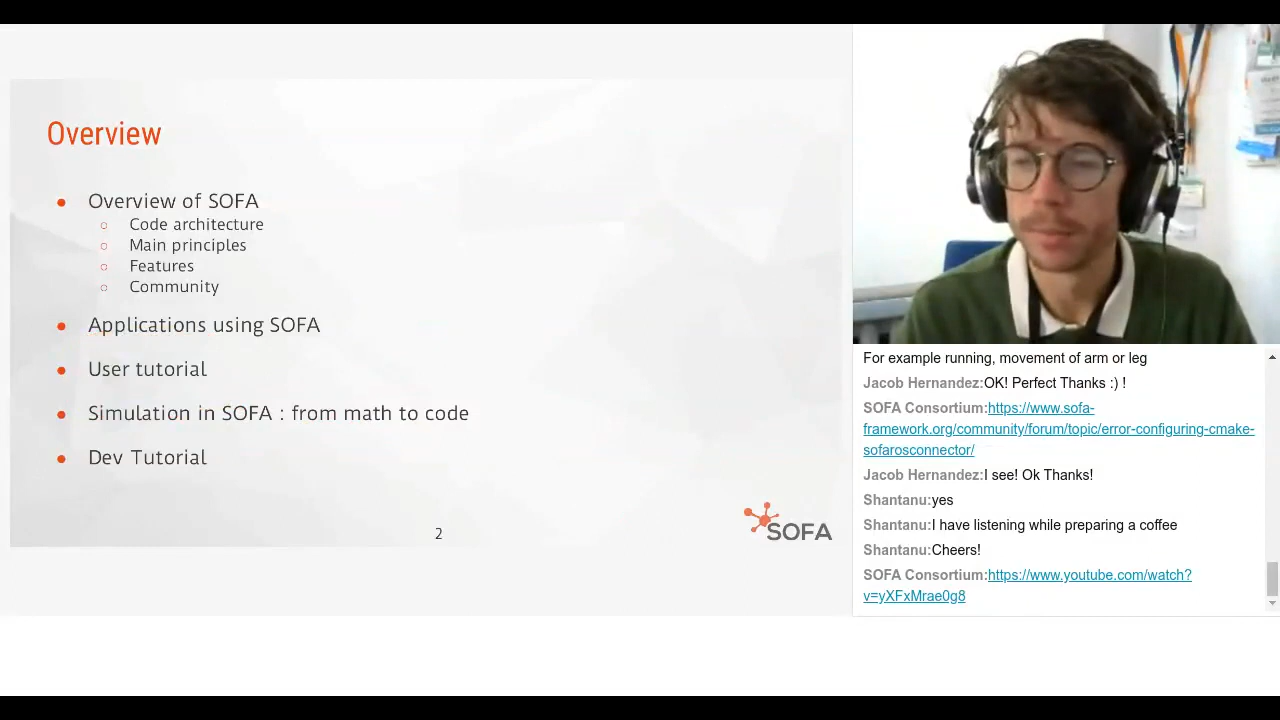 Overview
Overview of SOFA
Code architecture
Main principles
Features
Community
Applications using SOFA
User tutorial
Simulation in SOFA : from math to code
Dev Tutorial
2
SOFA
For example running, movement of arm or leg
Jacob Hernandez:OK! Perfect Thanks :) !
SOFA Consortium:https://www.sofa-
framework.org/community/forum/topic/error-configuring-cmake-
sofarosconnector/
Jacob Hernandez:I see! Ok Thanks!
Shantanu:yes
Shantanu:I have listening while preparing a coffee
Shantanu:Cheers!
SOFA Consortium:https://www.youtube.com/watch?
v=yXFxMrae0g8